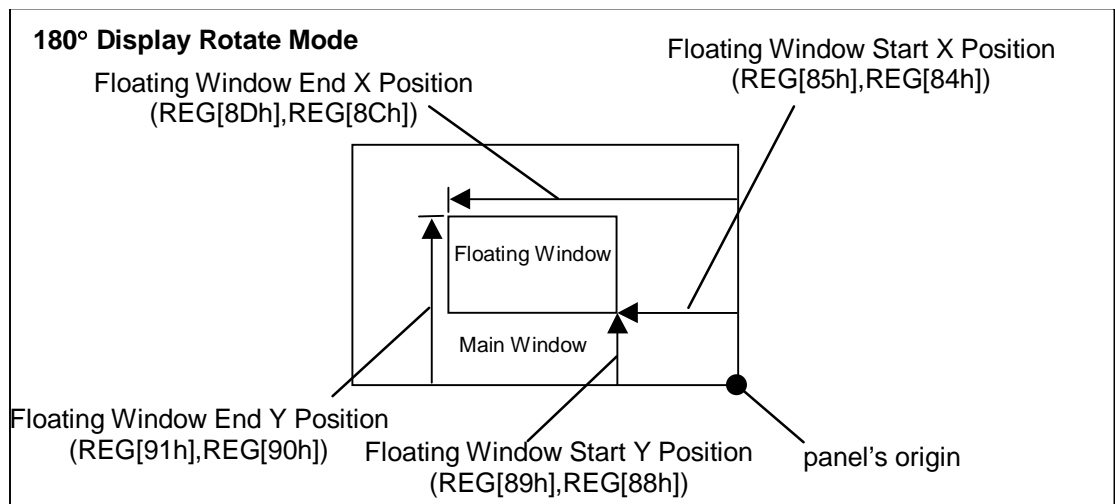 180° Display Rotate Mode
Floating Window Start X Position
(REG[85h],REG[84h])
Floating Window End X Position
(REG[8Dh],REG[8Ch])
Floating Window
Main Window
Floating Window End Y Position
(REG[91h],REG[90h])
Floating Window Start Y Position
(REG[89h],REG[88h])
panel's origin